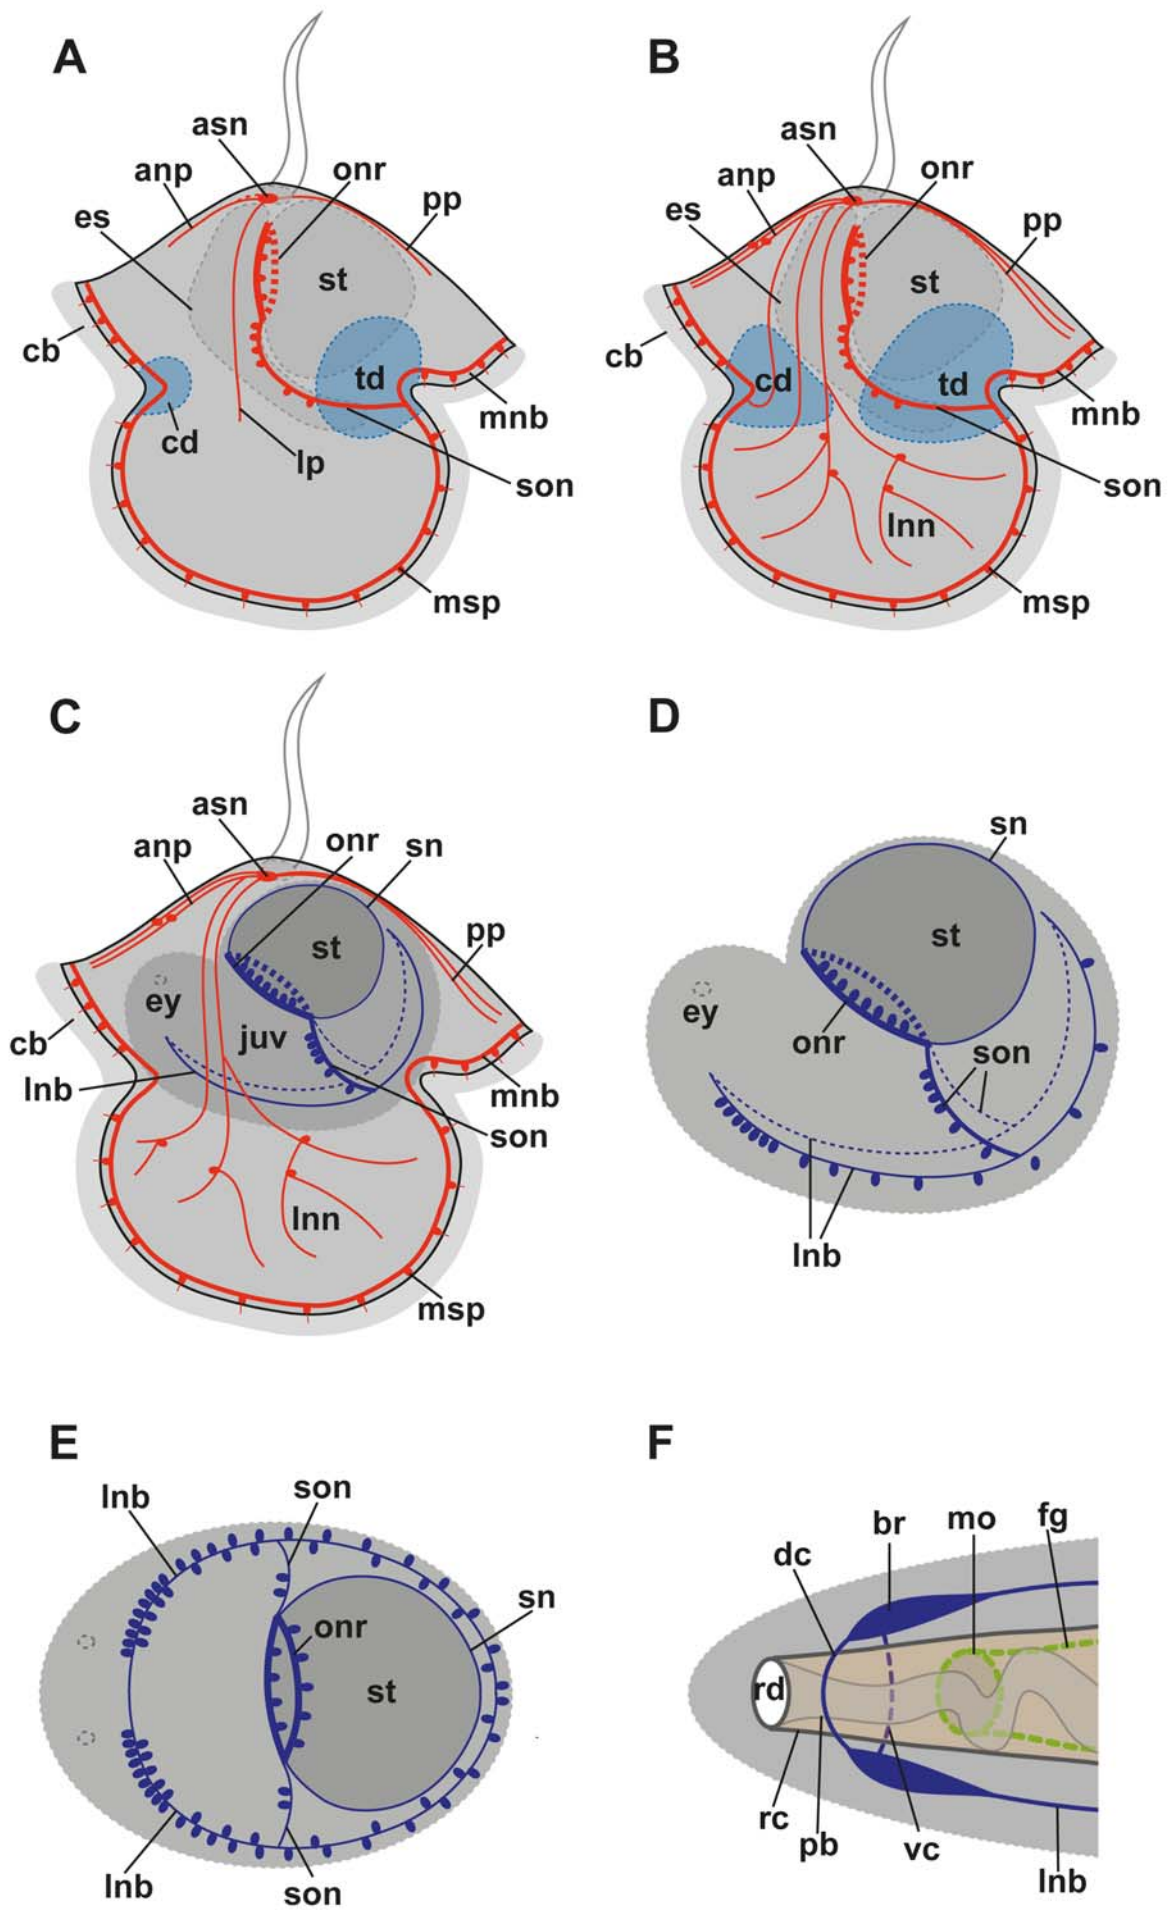 A
B
asn
anp
onr
pp
es
st
cb
td
cd
mnb
lp
son
msp
asn
onr
anp
es
pp
st
cb
cd
td
mnb
son
lnn
msp
C
D
asn
onr
sn
anp
st
pp
ey
juv
cb
lnb
mnb
son
lnn
msp
sn
st
ey
onr
son
lnb
E
F
lnb
son
sn
onr
st
lnb
son
br
mo
fg
dc
rd
rc
pb
vc
lnb